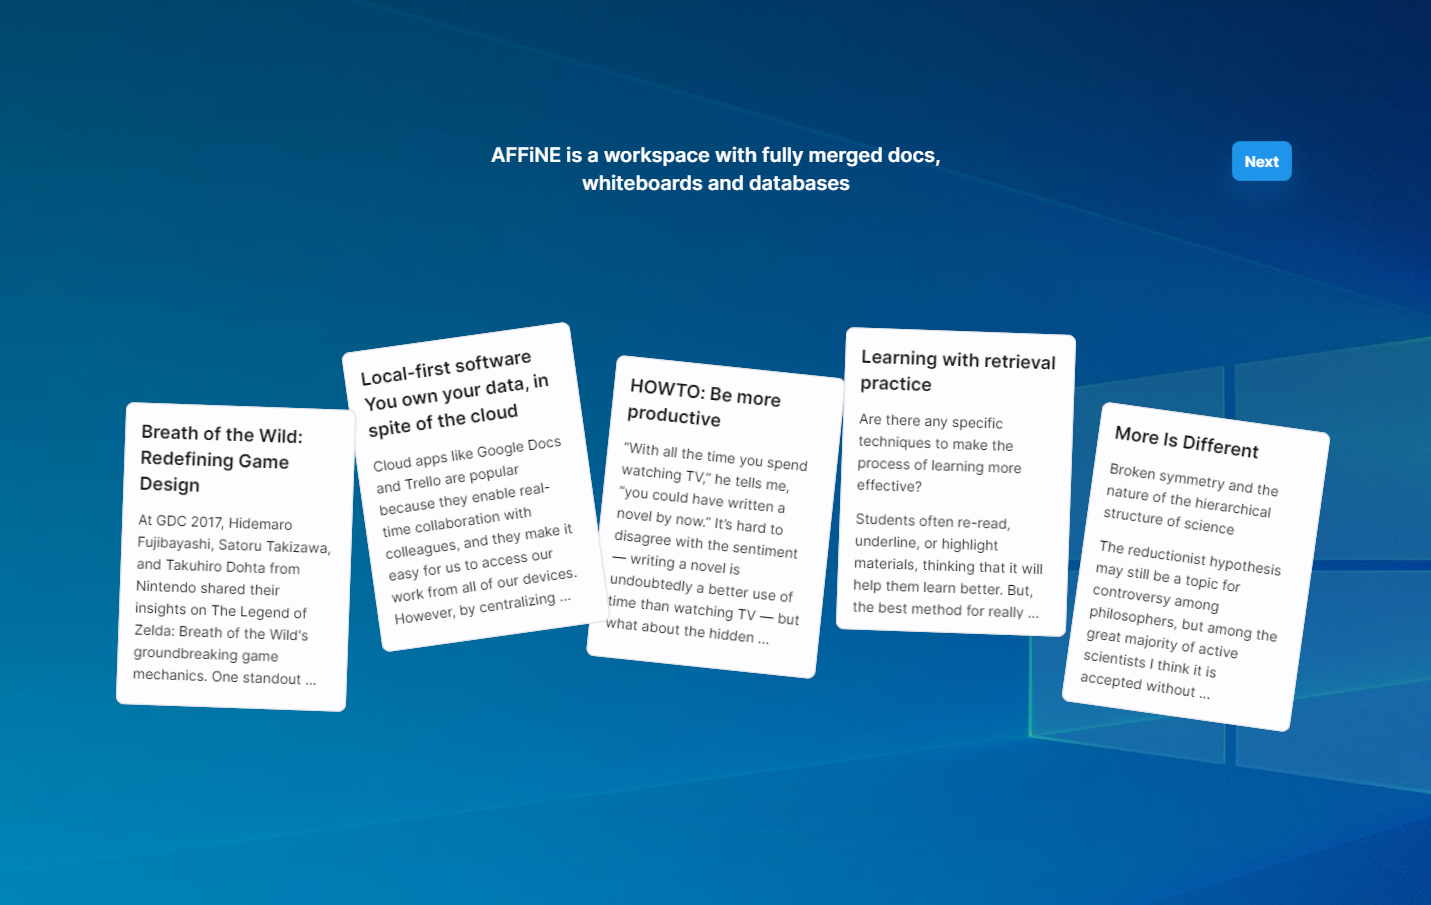 AFFiNE is a workspace with fully merged docs,
whiteboards and databases
Next
Breath of the Wild:
Redefining Game
Design
At GDC 2017, Hidemaro
Fujibayashi, Satoru Takizawa,
and Takuhiro Dohta from
Nintendo shared their
insights on The Legend of
Zelda: Breath of the Wild's
groundbreaking game
mechanics. One standout ...
Local-first software
You own your data, in
spite of the cloud
Cloud apps like Google Docs
and Trello are popular
because they enable real-
time collaboration with
colleagues, and they make it
easy for us to access our
work from all of our devices.
However, by centralizing ...
HOWTO: Be more
productive
“With all the time you spend
watching TV,” he tells me,
“you could have written a
novel by now.” It’s hard to
disagree with the sentiment
— writing a novel is
undoubtedly a better use of
time than watching TV — but
what about the hidden ...
Learning with retrieval
practice
Are there any specific
techniques to make the
process of learning more
effective?
Students often re-read,
underline, or highlight
materials, thinking that it will
help them learn better. But,
the best method for really ...
More Is Different
Broken symmetry and the
nature of the hierarchical
structure of science
The reductionist hypothesis
may still be a topic for
controversy among
philosophers, but among the
great majority of active
scientists I think it is
accepted without ...